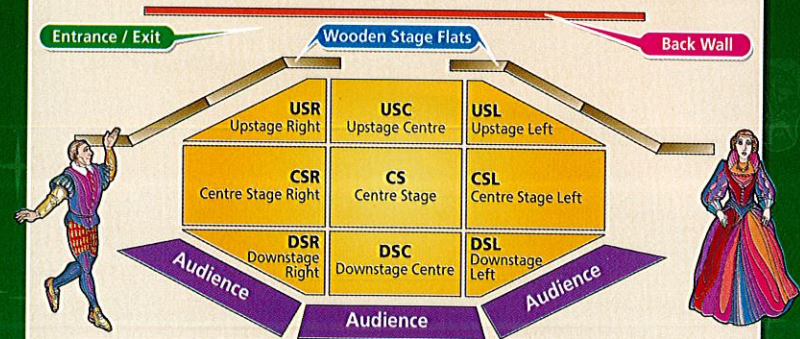 Entrance / Exit
Wooden Stage Flats
Back Wall
USR
Upstage Right
USC
Upstage Centre
USL
Upstage Left
CSR
Centre Stage Right
CS
Centre Stage
CSL
Centre Stage Left
DSR
Downstage
Right
DSC
Downstage Centre
DSL
Downstage
Left
Audience
Audience
Audience